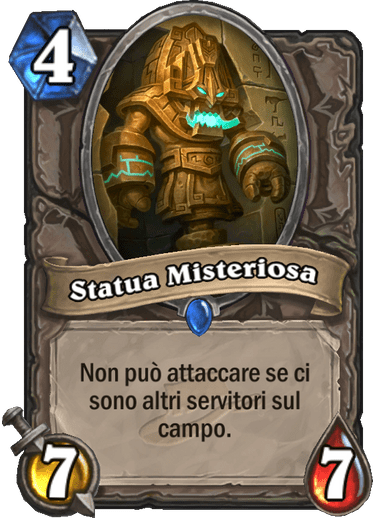 4
Statua Misteriosa
Non può attaccare se ci
sono altri servitori sul
campo.
7
7